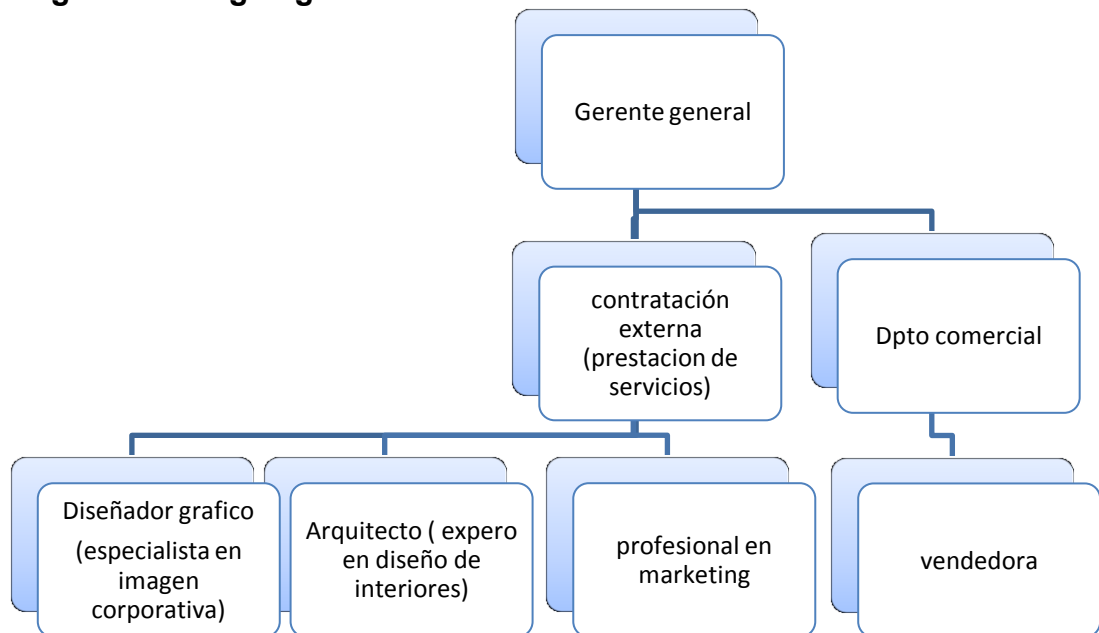 Gerente general
contratación
externa
(prestacion de
servicios)
Dpto comercial
Diseñador grafico
(especialista en
imagen
corporativa)
Arquitecto ( expero
en diseño de
interiores)
profesional en
marketing
vendedora